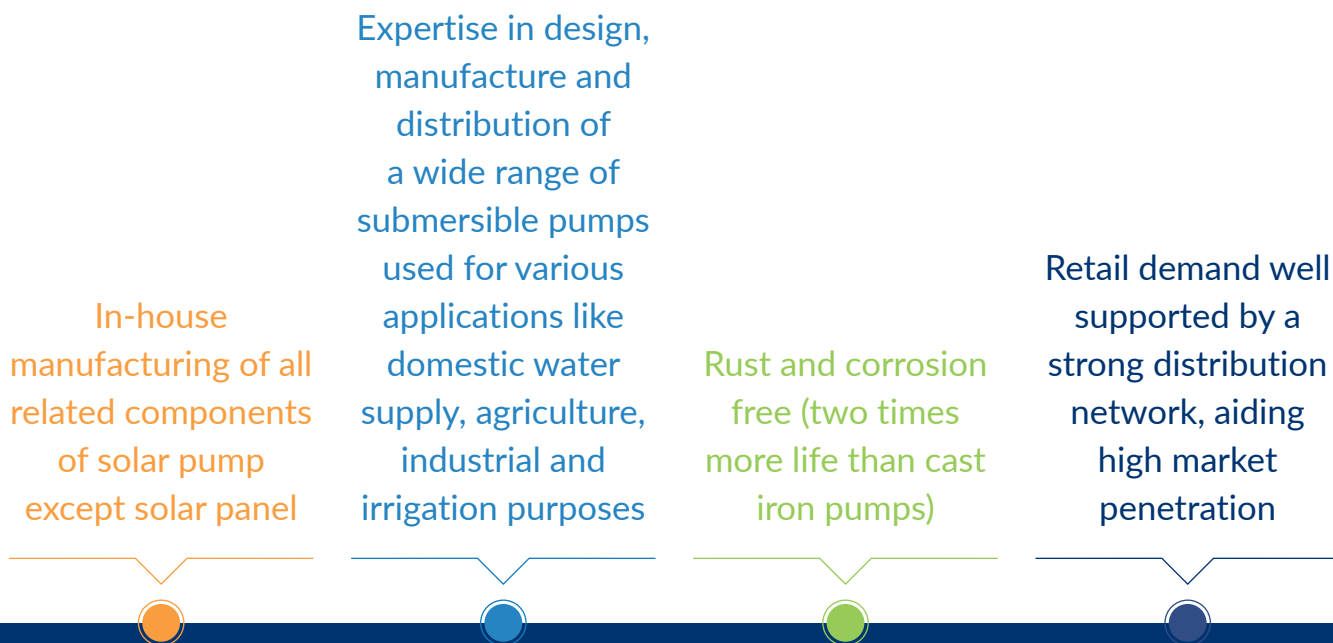 In-house
manufacturing of all
related components
of solar pump
except solar panel
Expertise in design,
manufacture and
distribution of
a wide range of
submersible pumps
used for various
applications like
domestic water
supply, agriculture,
industrial and
irrigation purposes
Rust and corrosion
free (two times
more life than cast
iron pumps)
Retail demand well
supported by a
strong distribution
network, aiding
high market
penetration